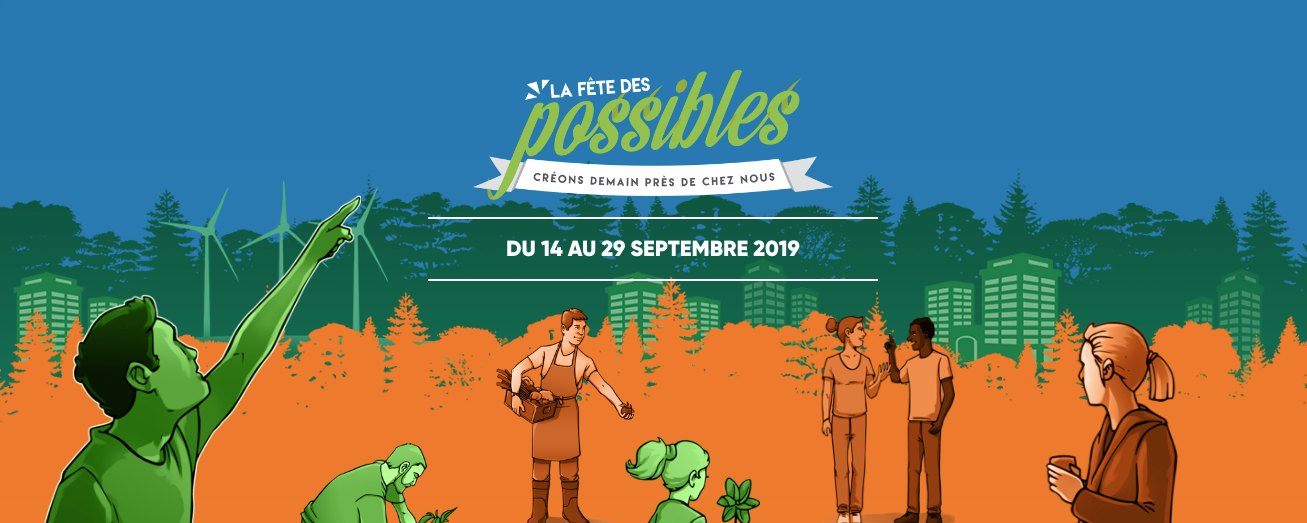 LA FÊTE DES
possibles
CRÉONS DEMAIN PRÈS DE CHEZ NOUS
DU 14 AU 29 SEPTEMBRE 2019